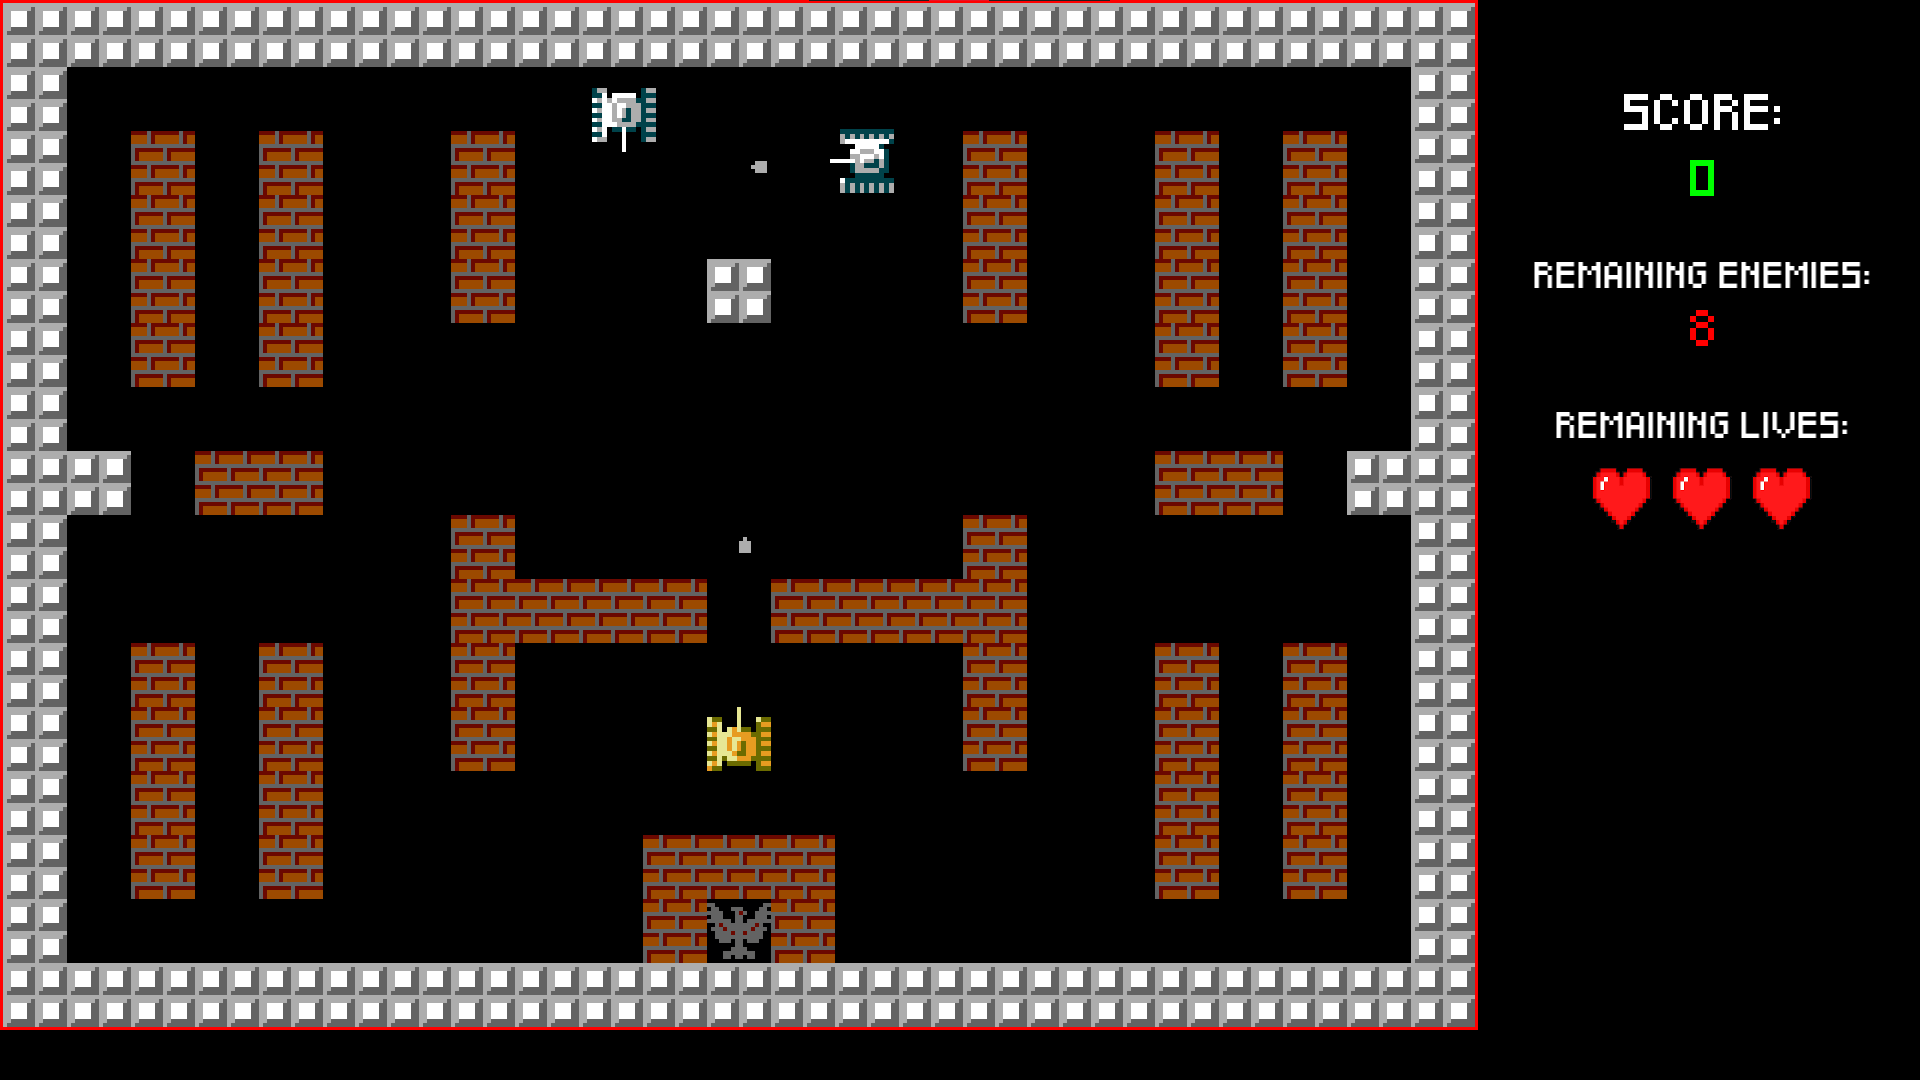 SCORE:
0
REMAINING ENEMIES:
8
REMAINING LIVES: